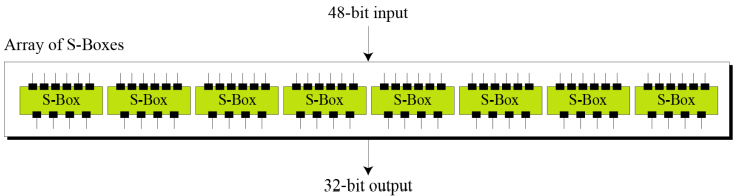 48-bit input
Array of S-Boxes
S-Box S-Box S-Box S-Box S-Box S-Box S-Box S-Box
32-bit output